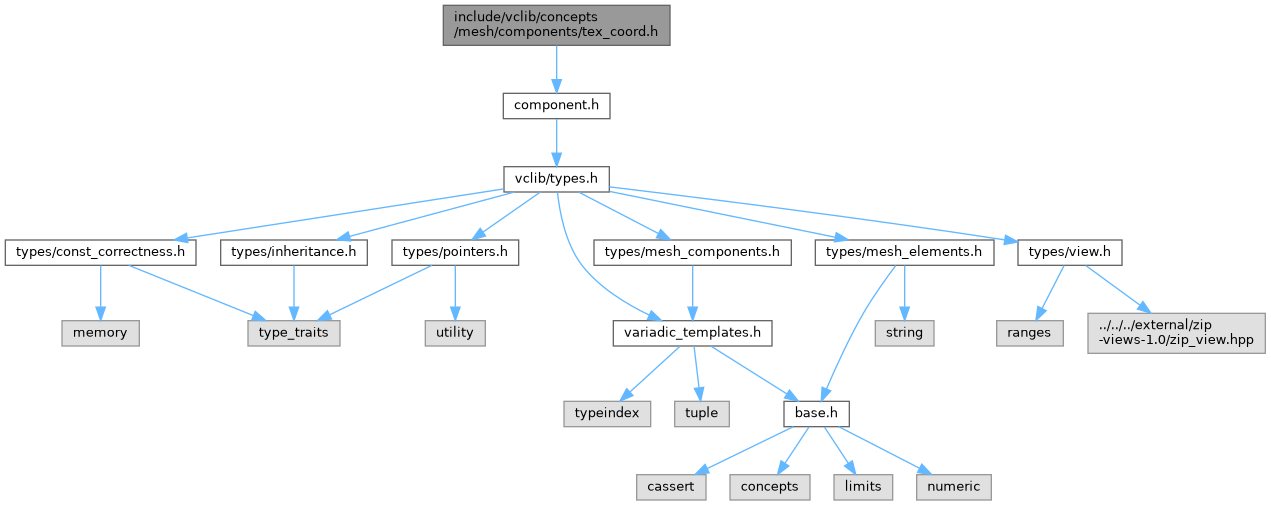 include/vclib/concepts
/mesh/components/tex_coord.h
component.h
vclib/types.h
types/const_correctness.h
types/inheritance.h
types/pointers.h
types/mesh_components.h
types/mesh_elements.h
types/view.h
memory
type_traits
utility
variadic_templates.h
string
ranges
../../../external/zip
-views-1.0/zip_view.hpp
typeindex
tuple
base.h
cassert
concepts
limits
numeric